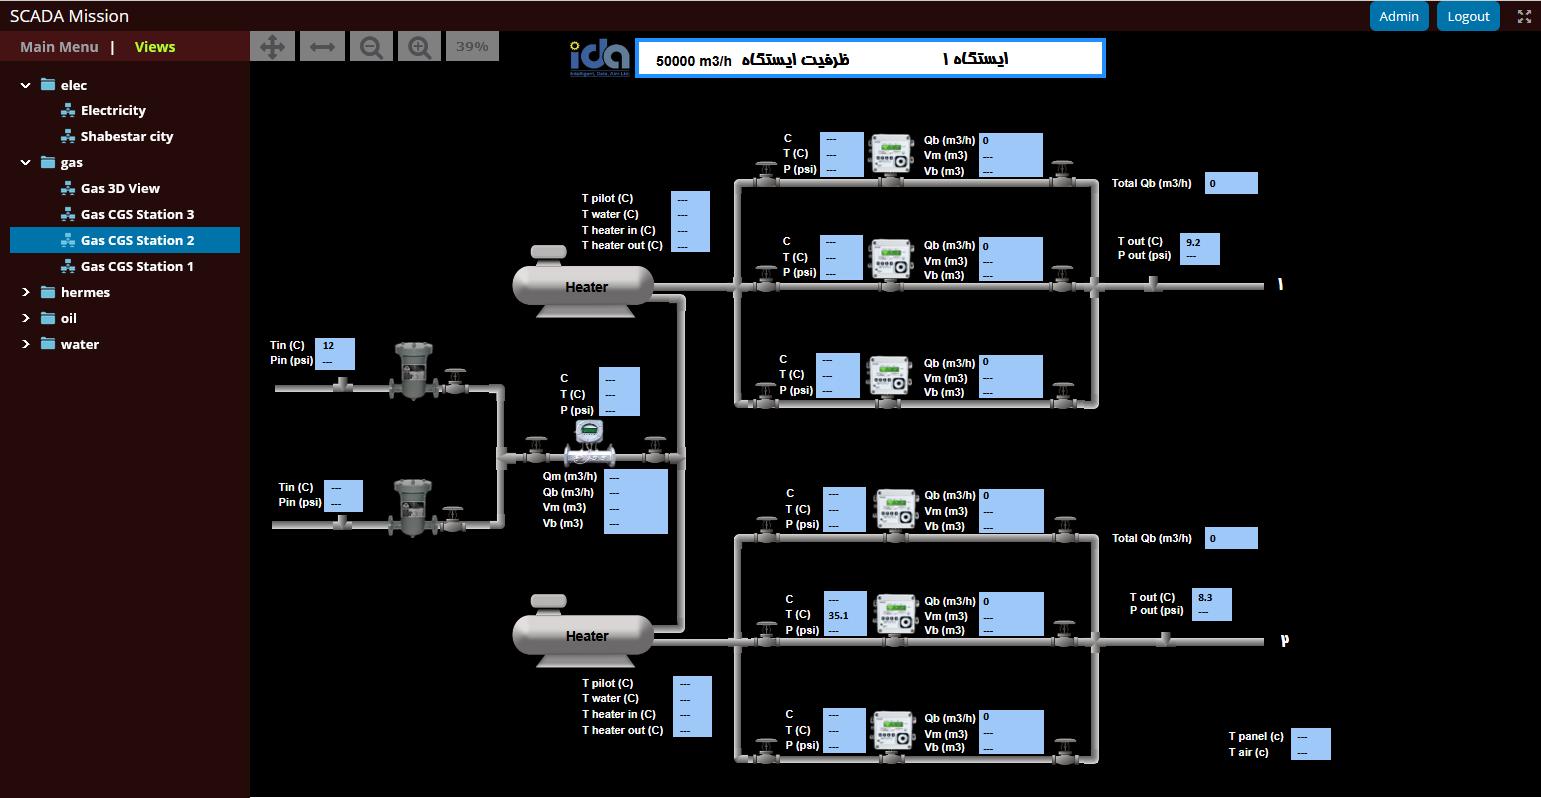 SCADA Mission
Admin
Logout
Main Menu | Views
39%
elec
Electricity
Shabestar city
gas
Gas 3D View
Gas CGS Station 3
Gas CGS Station 2
Gas CGS Station 1
hermes
oil
water
ida
Intelligent, Data, Aim Ltd.
ایستگاه ۱
ظرفیت ایستگاه 50000 m3/h
C ---
T (C) ---
P (psi) ---
Qb (m3/h) 0
Vm (m3) ---
Vb (m3) ---
Total Qb (m3/h) 0
T pilot (C) ---
T water (C) ---
T heater in (C) ---
T heater out (C) ---
C ---
T (C) ---
P (psi) ---
Qb (m3/h) 0
Vm (m3) ---
Vb (m3) ---
T out (C) 9.2
P out (psi) ---
Heater
۱
Tin (C) 12
Pin (psi) ---
C ---
T (C) ---
P (psi) ---
Qb (m3/h) 0
Vm (m3) ---
Vb (m3) ---
C ---
T (C) ---
P (psi) ---
Qm (m3/h) ---
Qb (m3/h) ---
Vm (m3) ---
Vb (m3) ---
Tin (C) ---
Pin (psi) ---
C ---
T (C) ---
P (psi) ---
Qb (m3/h) 0
Vm (m3) ---
Vb (m3) ---
Total Qb (m3/h) 0
C ---
T (C) 35.1
P (psi) ---
Qb (m3/h) 0
Vm (m3) ---
Vb (m3) ---
T out (C) 8.3
P out (psi) ---
Heater
۲
T pilot (C) ---
T water (C) ---
T heater in (C) ---
T heater out (C) ---
C ---
T (C) ---
P (psi) ---
Qb (m3/h) 0
Vm (m3) ---
Vb (m3) ---
T panel (c) ---
T air (c) ---